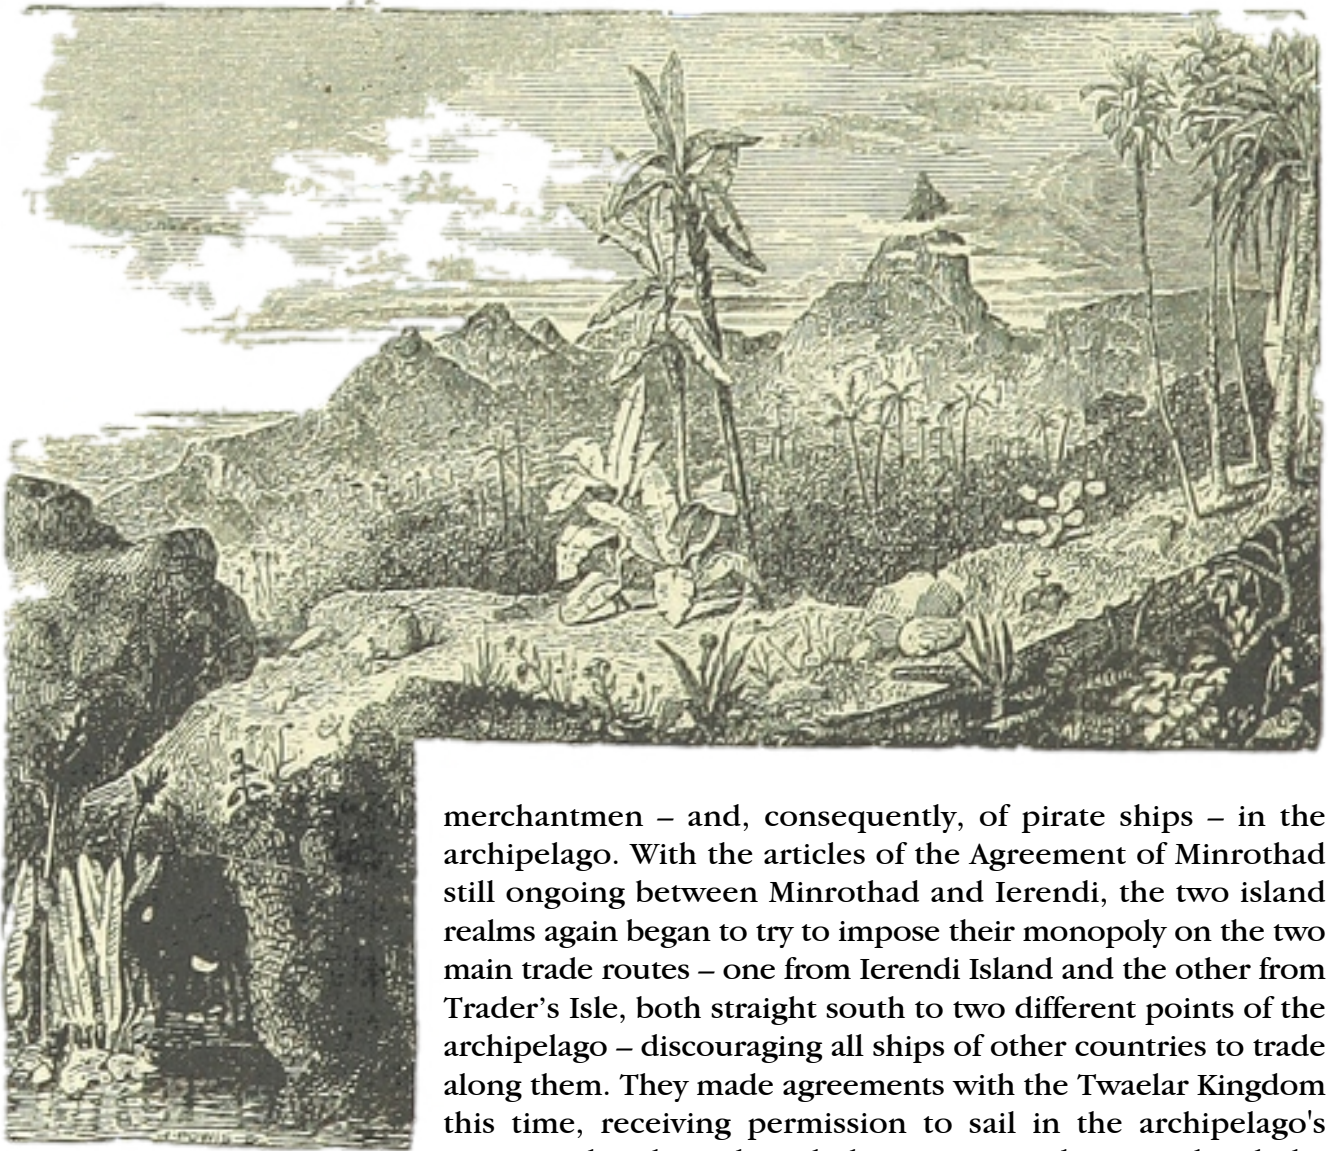 merchantmen – and, consequently, of pirate ships – in the
archipelago. With the articles of the Agreement of Minrothad
still ongoing between Minrothad and Ierendi, the two island
realms again began to try to impose their monopoly on the two
main trade routes – one from Ierendi Island and the other from
Trader’s Isle, both straight south to two different points of the
archipelago – discouraging all ships of other countries to trade
along them. They made agreements with the Twaelar Kingdom
this time, receiving permission to sail in the archipelago's